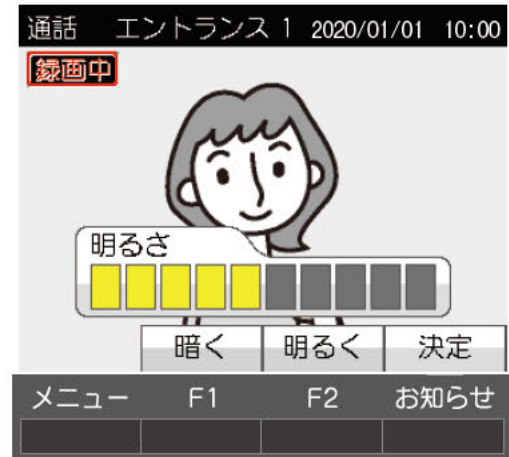 通話 エントランス 1 2020/01/01 10:00
録画中
明るさ
暗く 明るく 決定
メニュー F1 F2 お知らせ